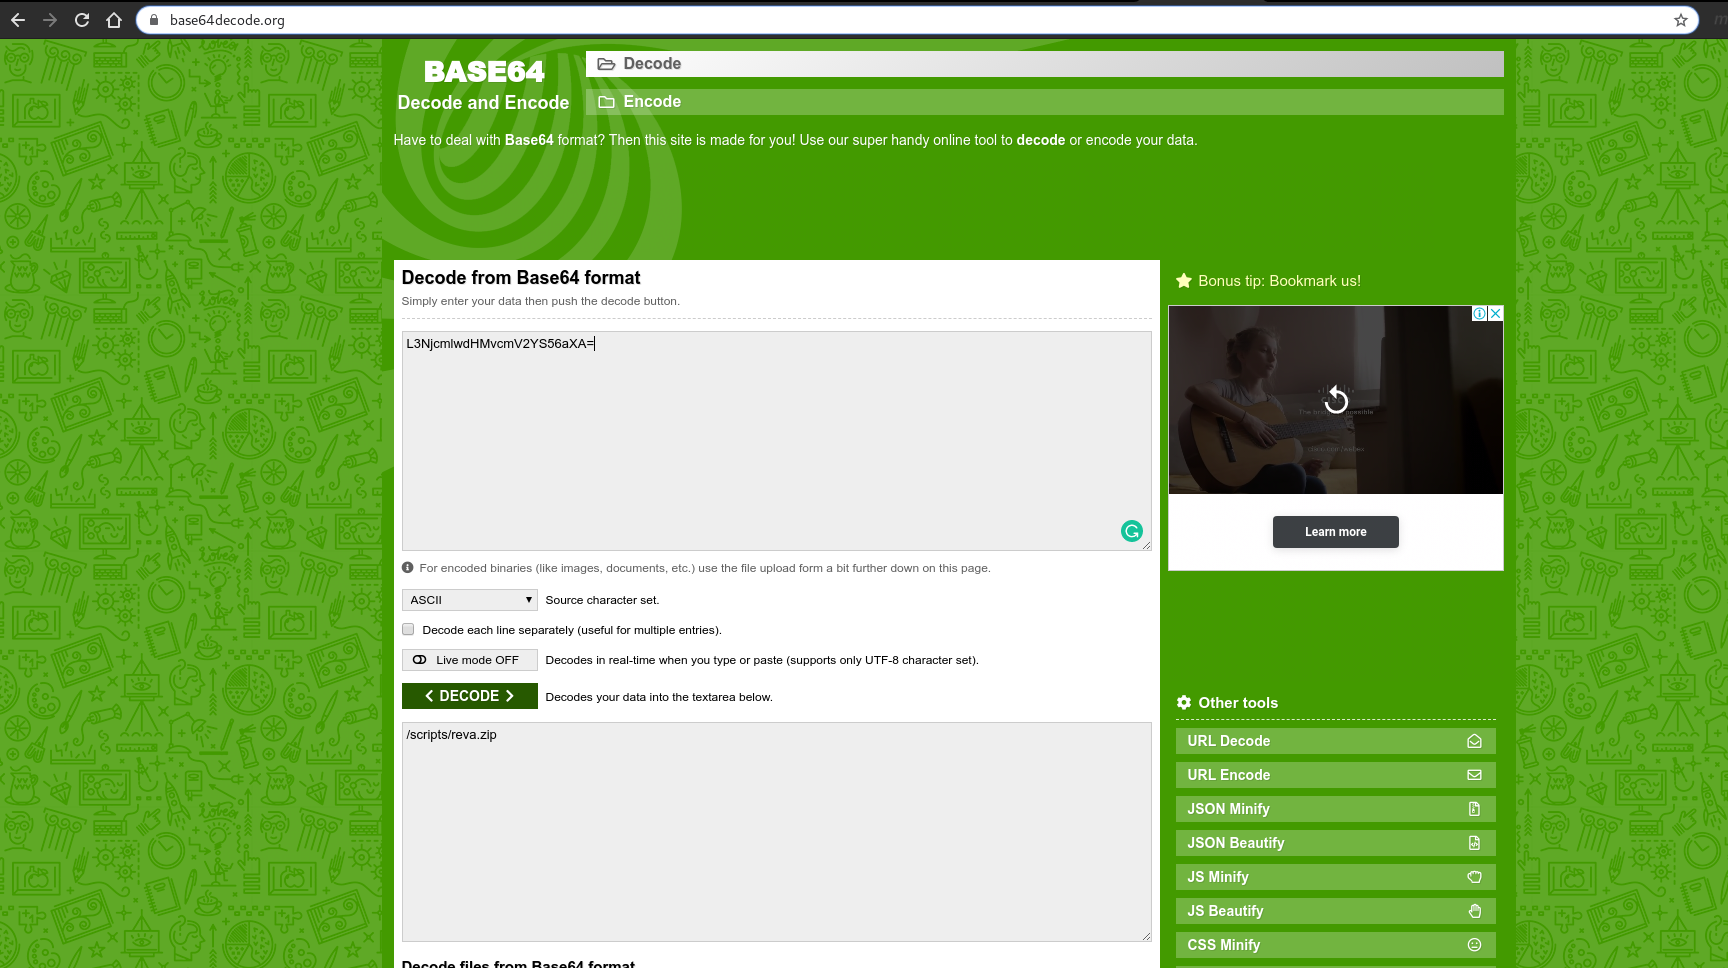 base64decode.org
BASE64
Decode and Encode
Decode
Encode
Have to deal with Base64 format? Then this site is made for you! Use our super handy online tool to decode or encode your data.
Decode from Base64 format
Simply enter your data then push the decode button.
L3NjcmlwdHMvcmV2YS56aXA=
For encoded binaries (like images, documents, etc.) use the file upload form a bit further down on this page.
ASCII
Source character set.
Decode each line separately (useful for multiple entries).
Live mode OFF
Decodes in real-time when you type or paste (supports only UTF-8 character set).
< DECODE >
Decodes your data into the textarea below.
/scripts/reva.zip
Decode files from Base64 format
Bonus tip: Bookmark us!
Learn more
Other tools
URL Decode
URL Encode
JSON Minify
JSON Beautify
JS Minify
JS Beautify
CSS Minify